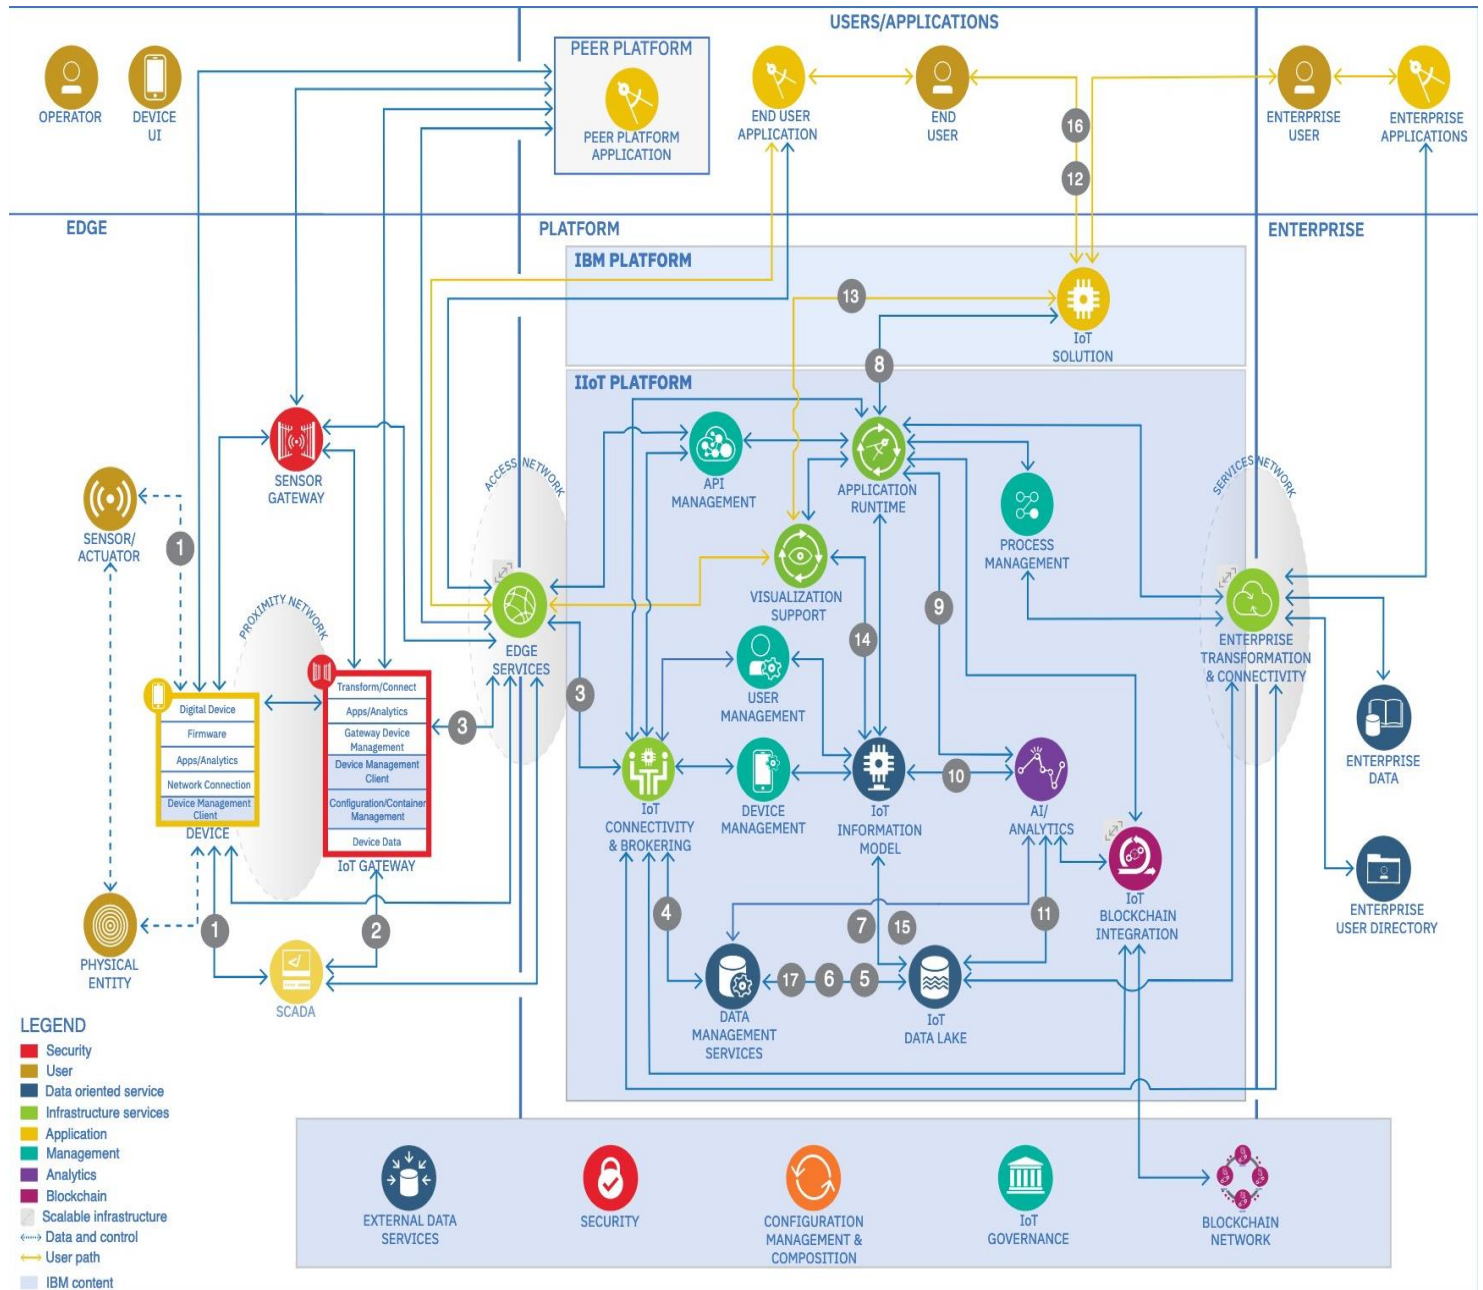 USERS/APPLICATIONS
OPERATOR
DEVICE
UI
PEER PLATFORM
PEER PLATFORM
APPLICATION
END USER
APPLICATION
END
USER
16
12
ENTERPRISE
USER
ENTERPRISE
APPLICATIONS
EDGE
PLATFORM
ENTERPRISE
IBM PLATFORM
13
IoT
SOLUTION
8
IIoT PLATFORM
SENSOR
GATEWAY
ACCESS NETWORK
API
MANAGEMENT
APPLICATION
RUNTIME
PROCESS
MANAGEMENT
SERVICES NETWORK
SENSOR/
ACTUATOR
1
PROXIMITY NETWORK
VISUALIZATION
SUPPORT
9
14
EDGE
SERVICES
ENTERPRISE
TRANSFORMATION
& CONNECTIVITY
USER
MANAGEMENT
3
3
Digital Device
Firmware
Apps/Analytics
Network Connection
Device Management
Client
DEVICE
Transform/Connect
Apps/Analytics
Gateway Device
Management
Device Management
Client
Configuration/Container
Management
Device Data
IoT GATEWAY
ENTERPRISE
DATA
IoT
CONNECTIVITY
& BROKERING
DEVICE
MANAGEMENT
IoT
INFORMATION
MODEL
10
AI/
ANALYTICS
IoT
BLOCKCHAIN
INTEGRATION
ENTERPRISE
USER DIRECTORY
1
2
4
7
15
11
PHYSICAL
ENTITY
SCADA
17
6
5
DATA
MANAGEMENT
SERVICES
IoT
DATA LAKE
LEGEND
Security
User
Data oriented service
Infrastructure services
Application
Management
Analytics
Blockchain
Scalable infrastructure
Data and control
User path
IBM content
EXTERNAL DATA
SERVICES
SECURITY
CONFIGURATION
MANAGEMENT &
COMPOSITION
IoT
GOVERNANCE
BLOCKCHAIN
NETWORK